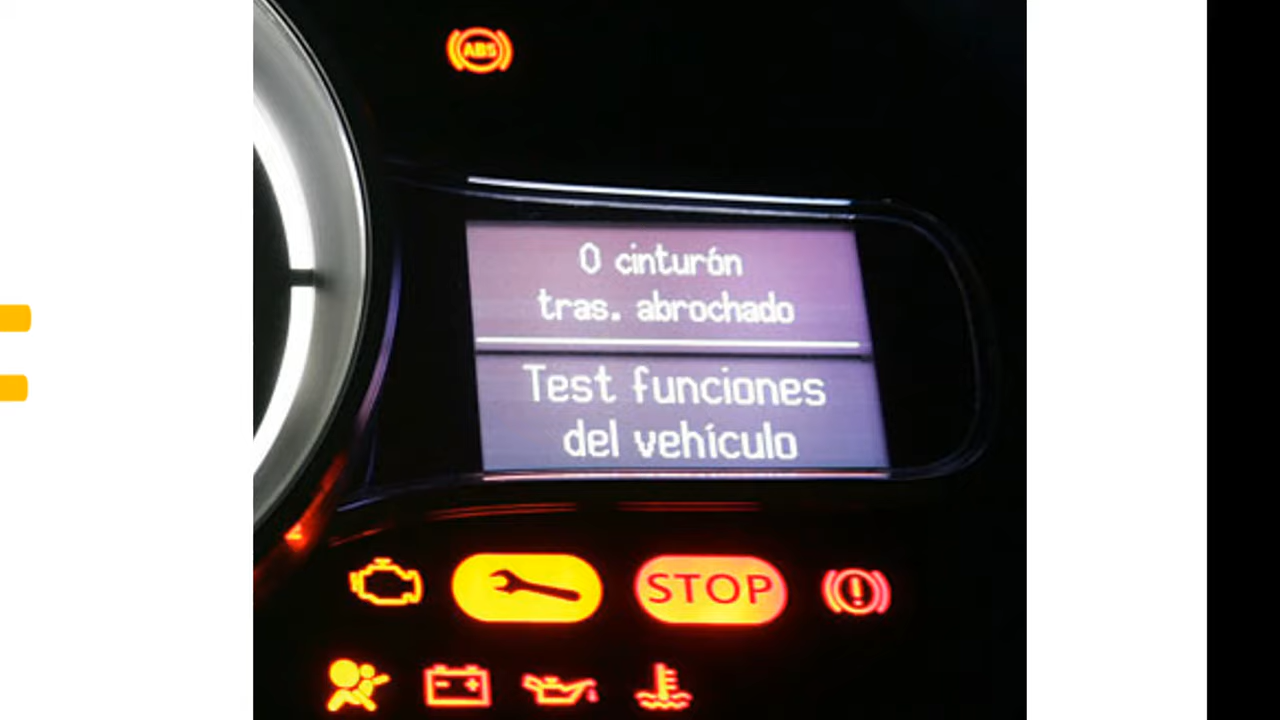 ABS
0 cinturón
tras. abrochado
Test funciones
del vehículo
STOP